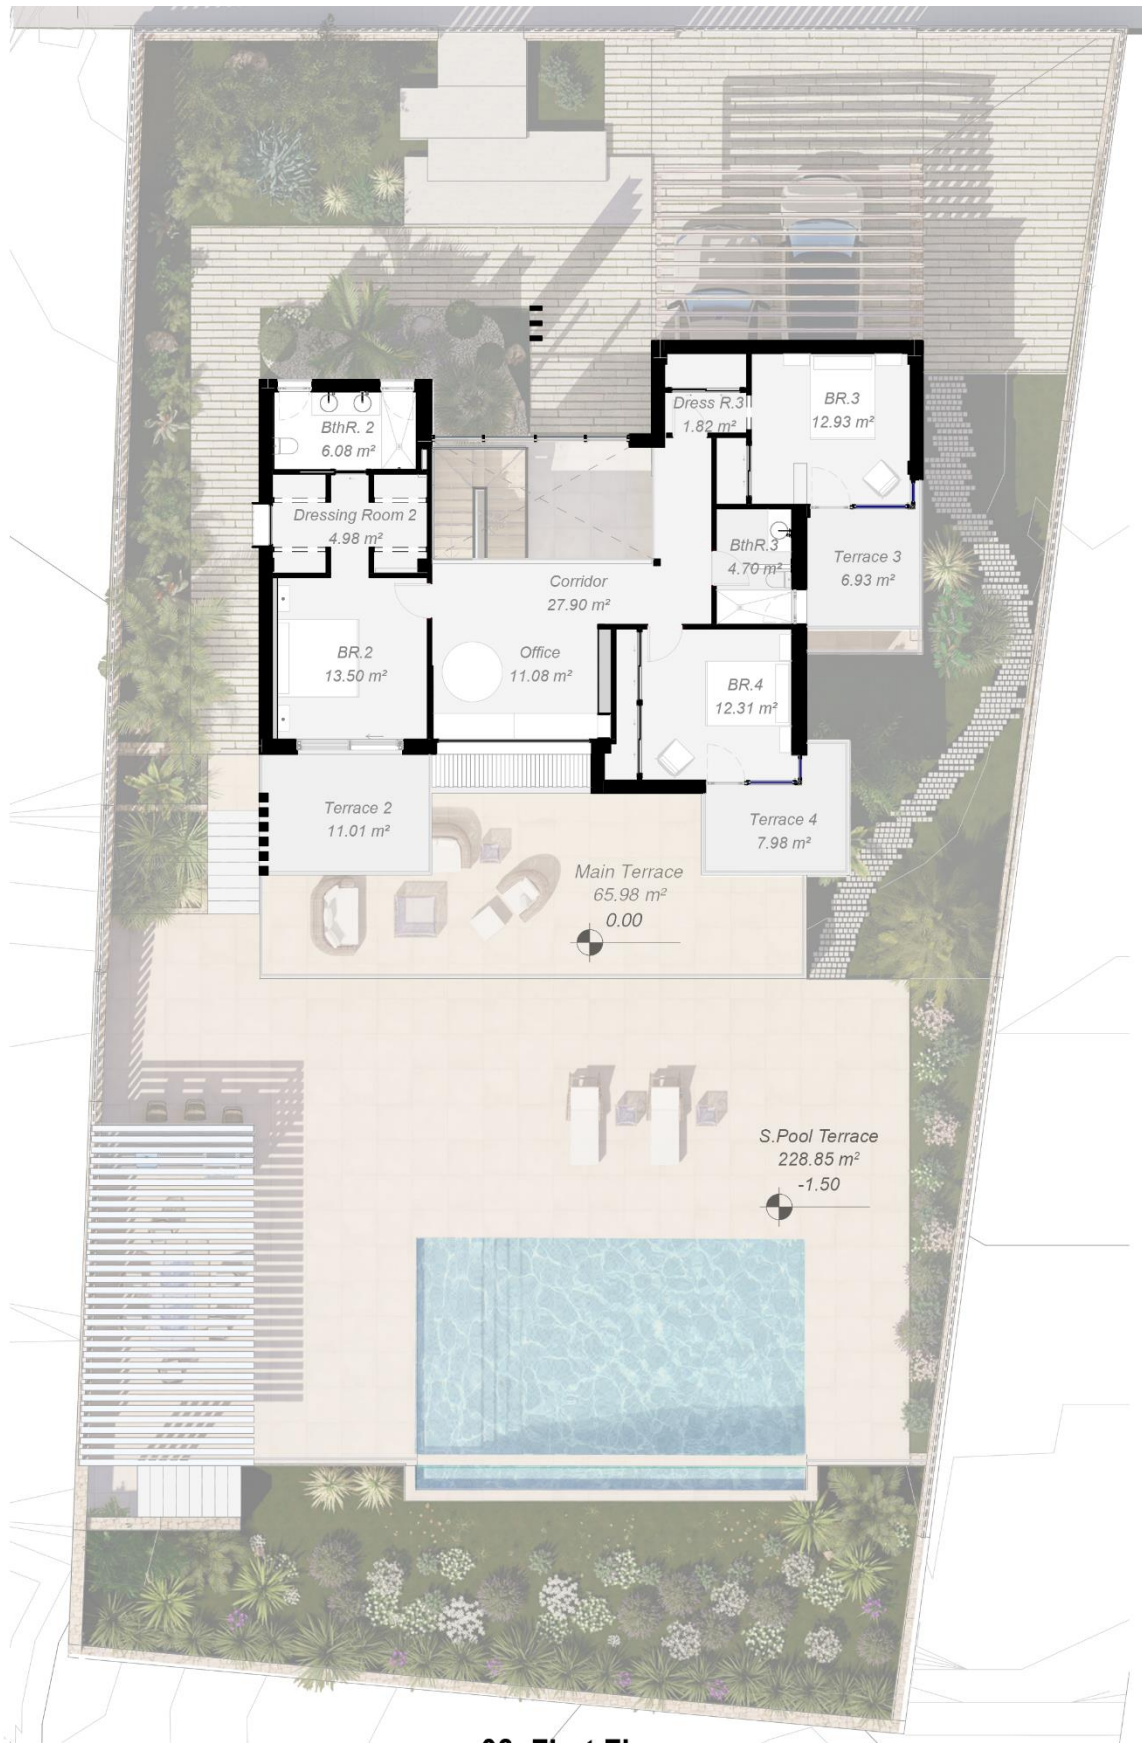 BthR. 2
6.08 m²
Dress R.3
1.82 m²
BR.3
12.93 m²
Dressing Room 2
4.98 m²
BthR.3
4.70 m²
Terrace 3
6.93 m²
Corridor
27.90 m²
BR.2
13.50 m²
Office
11.08 m²
BR.4
12.31 m²
Terrace 2
11.01 m²
Terrace 4
7.98 m²
Main Terrace
65.98 m²
0.00
S.Pool Terrace
228.85 m²
-1.50